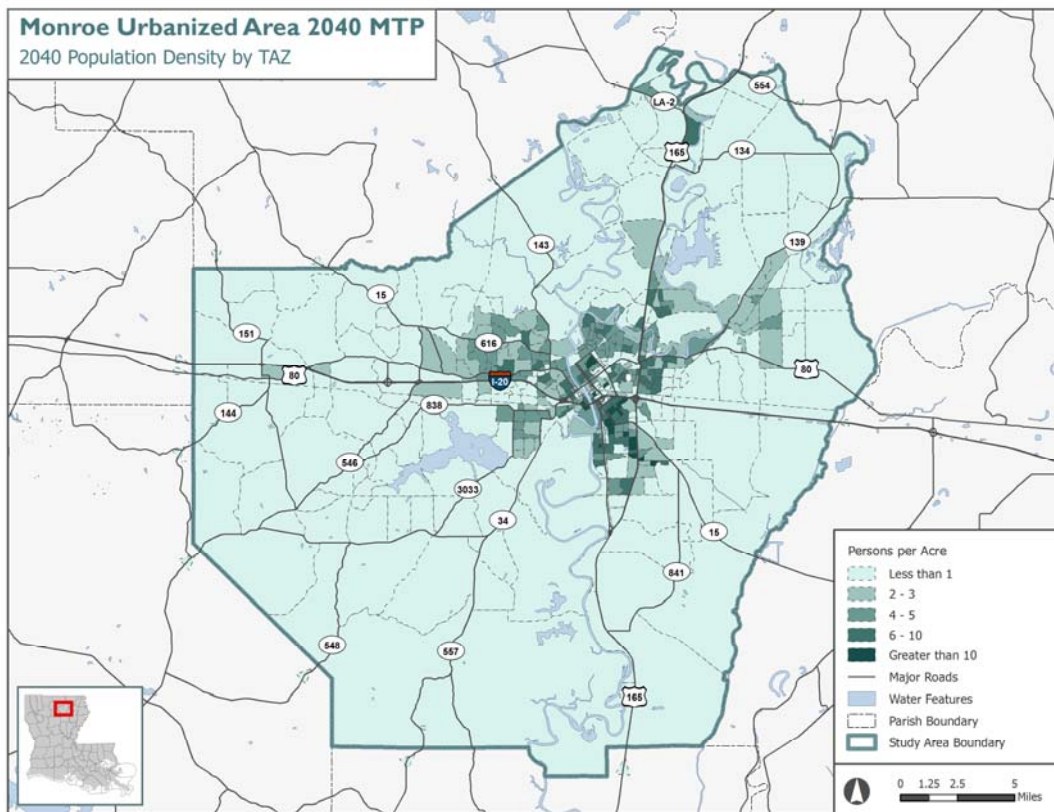 Monroe Urbanized Area 2040 MTP
2040 Population Density by TAZ
554
LA-2
165
134
143
139
15
151
616
80
I-20
80
144
838
546
3033
34
15
841
548
557
165
Persons per Acre
Less than 1
2 - 3
4 - 5
6 - 10
Greater than 10
Major Roads
Water Features
Parish Boundary
Study Area Boundary
0 1.25 2.5 5
Miles